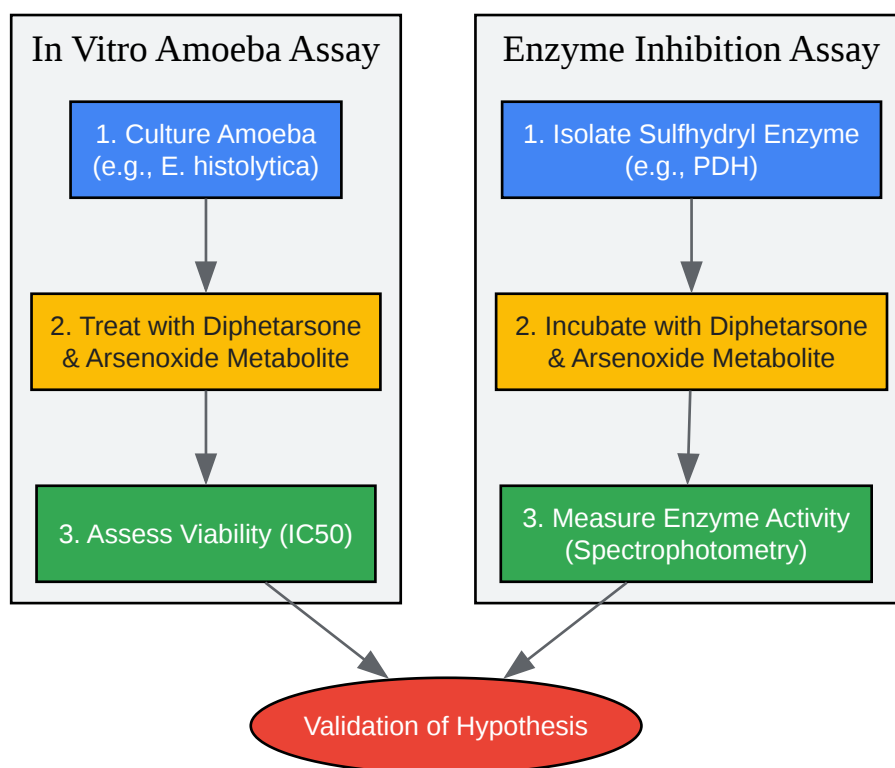 In Vitro Amoeba Assay
1. Culture Amoeba
(e.g., E. histolytica)
2. Treat with Diphetarsone
& Arsenoxide Metabolite
3. Assess Viability (IC50)
Enzyme Inhibition Assay
1. Isolate Sulfhydryl Enzyme
(e.g., PDH)
2. Incubate with Diphetarsone
& Arsenoxide Metabolite
3. Measure Enzyme Activity
(Spectrophotometry)
Validation of Hypothesis